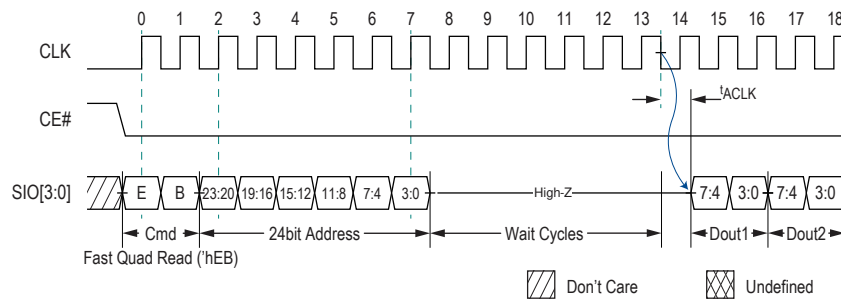 0 1 2 3 4 5 6 7 8 9 10 11 12 13 14 15 16 17 18
CLK
tACLK
CE#
SIO[3:0] E B 23:20 19:16 15:12 11:8 7:4 3:0 High-Z 7:4 3:0 7:4 3:0
Cmd 24bit Address Wait Cycles Dout1 Dout2
Fast Quad Read ('hEB)
Don't Care Undefined